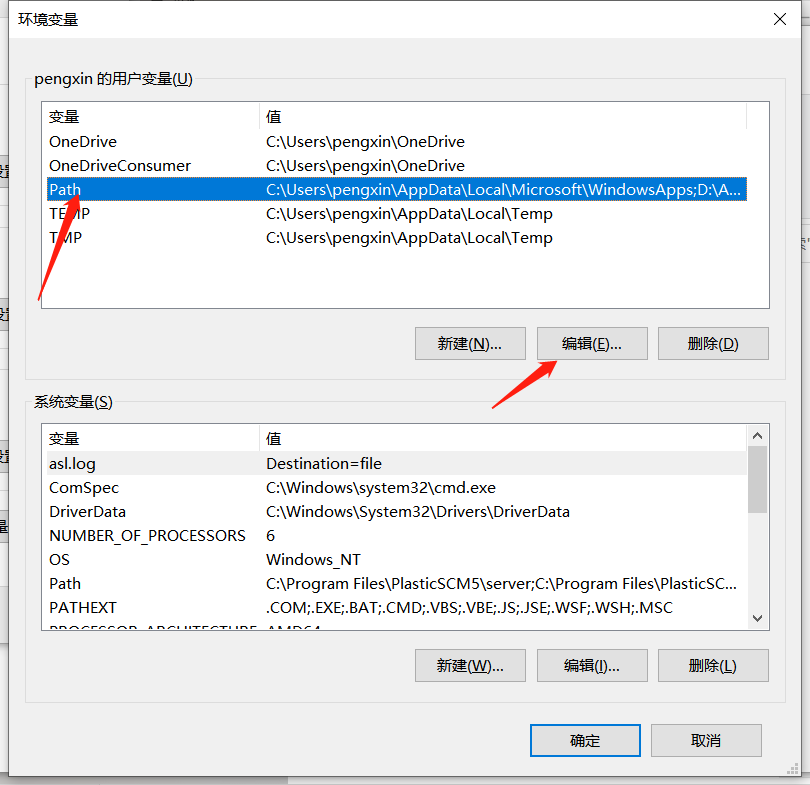 环境变量
pengxin 的用户变量(U)
变量 值
OneDrive C:\Users\pengxin\OneDrive
OneDriveConsumer C:\Users\pengxin\OneDrive
Path C:\Users\pengxin\AppData\Local\Microsoft\WindowsApps;D:\A...
TEMP C:\Users\pengxin\AppData\Local\Temp
TMP C:\Users\pengxin\AppData\Local\Temp
新建(N)... 编辑(E)... 删除(D)
系统变量(S)
变量 值
asl.log Destination=file
ComSpec C:\Windows\system32\cmd.exe
DriverData C:\Windows\System32\Drivers\DriverData
NUMBER_OF_PROCESSORS 6
OS Windows_NT
Path C:\Program Files\PlasticSCM5\server;C:\Program Files\PlasticSC...
PATHEXT .COM;.EXE;.BAT;.CMD;.VBS;.VBE;.JS;.JSE;.WSF;.WSH;.MSC
PROCESSOR_ARCHITECTURE AMD64
新建(W)... 编辑(I)... 删除(L)
确定 取消